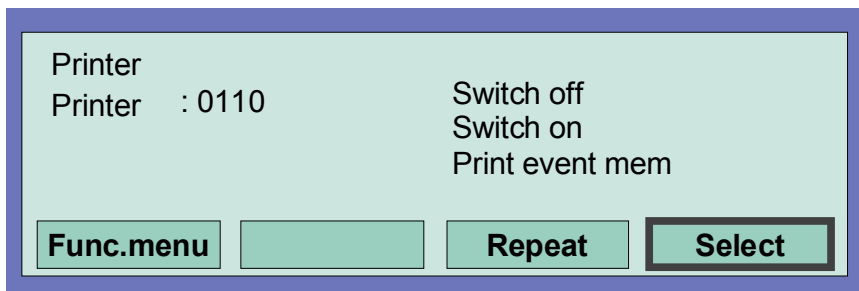 Printer
Printer : 0110
Switch off
Switch on
Print event mem
Func.menu
Repeat
Select